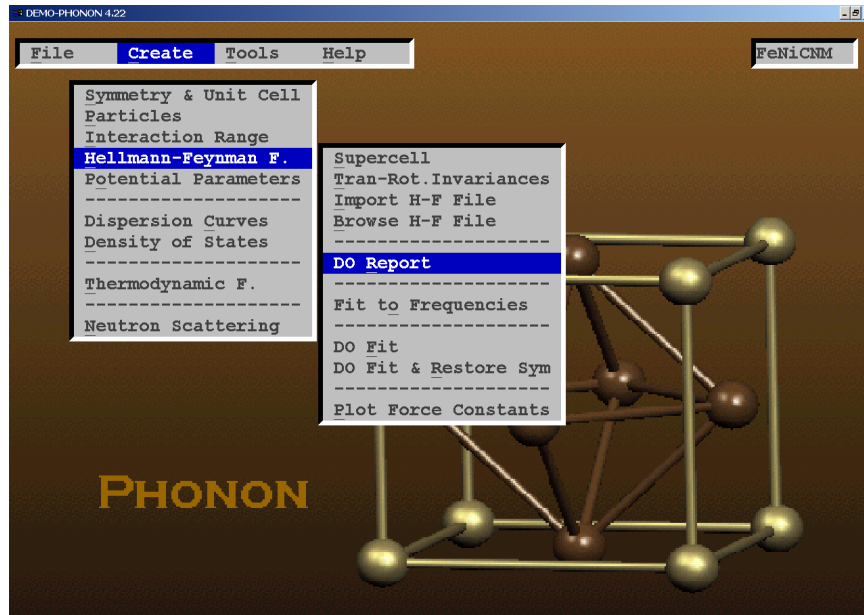 DEMO-PHONON 4.22
File Create Tools Help
FeNiCNM
Symmetry & Unit Cell
Particles
Interaction Range
Hellmann-Feynman F.
Potential Parameters
--------------------
Dispersion Curves
Density of States
--------------------
Thermodynamic F.
--------------------
Neutron Scattering
Supercell
Tran-Rot.Invariances
Import H-F File
Browse H-F File
--------------------
DO Report
--------------------
Fit to Frequencies
--------------------
DO Fit
DO Fit & Restore Sym
--------------------
Plot Force Constants
PHONON